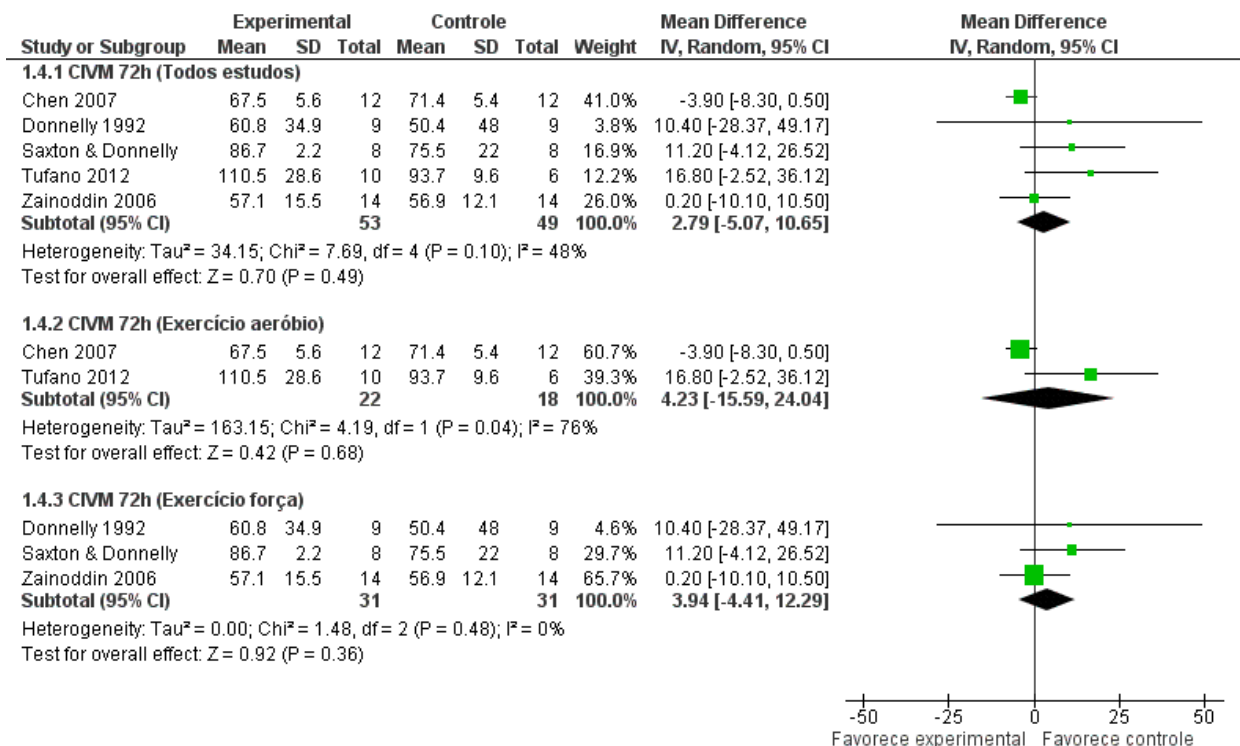 Experimental Controle Mean Difference Mean Difference
Study or Subgroup Mean SD Total Mean SD Total Weight IV, Random, 95% CI IV, Random, 95% CI
1.4.1 CIVM 72h (Todos estudos)
Chen 2007 67.5 5.6 12 71.4 5.4 12 41.0% -3.90 [-8.30, 0.50]
Donnelly 1992 60.8 34.9 9 50.4 48 9 3.8% 10.40 [-28.37, 49.17]
Saxton & Donnelly 86.7 2.2 8 75.5 22 8 16.9% 11.20 [-4.12, 26.52]
Tufano 2012 110.5 28.6 10 93.7 9.6 6 12.2% 16.80 [-2.52, 36.12]
Zainoddin 2006 57.1 15.5 14 56.9 12.1 14 26.0% 0.20 [-10.10, 10.50]
Subtotal (95% CI) 53 49 100.0% 2.79 [-5.07, 10.65]
Heterogeneity: Tau² = 34.15; Chi² = 7.69, df = 4 (P = 0.10); I² = 48%
Test for overall effect: Z = 0.70 (P = 0.49)
1.4.2 CIVM 72h (Exercício aeróbio)
Chen 2007 67.5 5.6 12 71.4 5.4 12 60.7% -3.90 [-8.30, 0.50]
Tufano 2012 110.5 28.6 10 93.7 9.6 6 39.3% 16.80 [-2.52, 36.12]
Subtotal (95% CI) 22 18 100.0% 4.23 [-15.59, 24.04]
Heterogeneity: Tau² = 163.15; Chi² = 4.19, df = 1 (P = 0.04); I² = 76%
Test for overall effect: Z = 0.42 (P = 0.68)
1.4.3 CIVM 72h (Exercício força)
Donnelly 1992 60.8 34.9 9 50.4 48 9 4.6% 10.40 [-28.37, 49.17]
Saxton & Donnelly 86.7 2.2 8 75.5 22 8 29.7% 11.20 [-4.12, 26.52]
Zainoddin 2006 57.1 15.5 14 56.9 12.1 14 65.7% 0.20 [-10.10, 10.50]
Subtotal (95% CI) 31 31 100.0% 3.94 [-4.41, 12.29]
Heterogeneity: Tau² = 0.00; Chi² = 1.48, df = 2 (P = 0.48); I² = 0%
Test for overall effect: Z = 0.92 (P = 0.36)
-50 -25 0 25 50
Favorece experimental Favorece controle